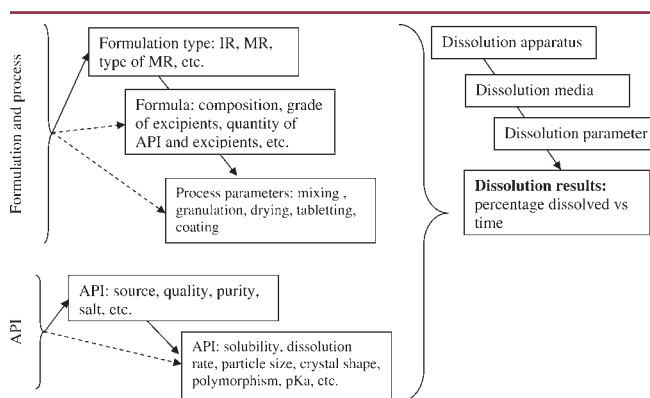 Formulation and process
Formulation type: IR, MR,
type of MR, etc.
Formula: composition, grade
of excipients, quantity of
API and excipients, etc.
Process parameters: mixing ,
granulation, drying, tabletting,
coating
API
API: source, quality, purity,
salt, etc.
API: solubility, dissolution
rate, particle size, crystal shape,
polymorphism, pKa, etc.
Dissolution apparatus
Dissolution media
Dissolution parameter
Dissolution results:
percentage dissolved vs
time